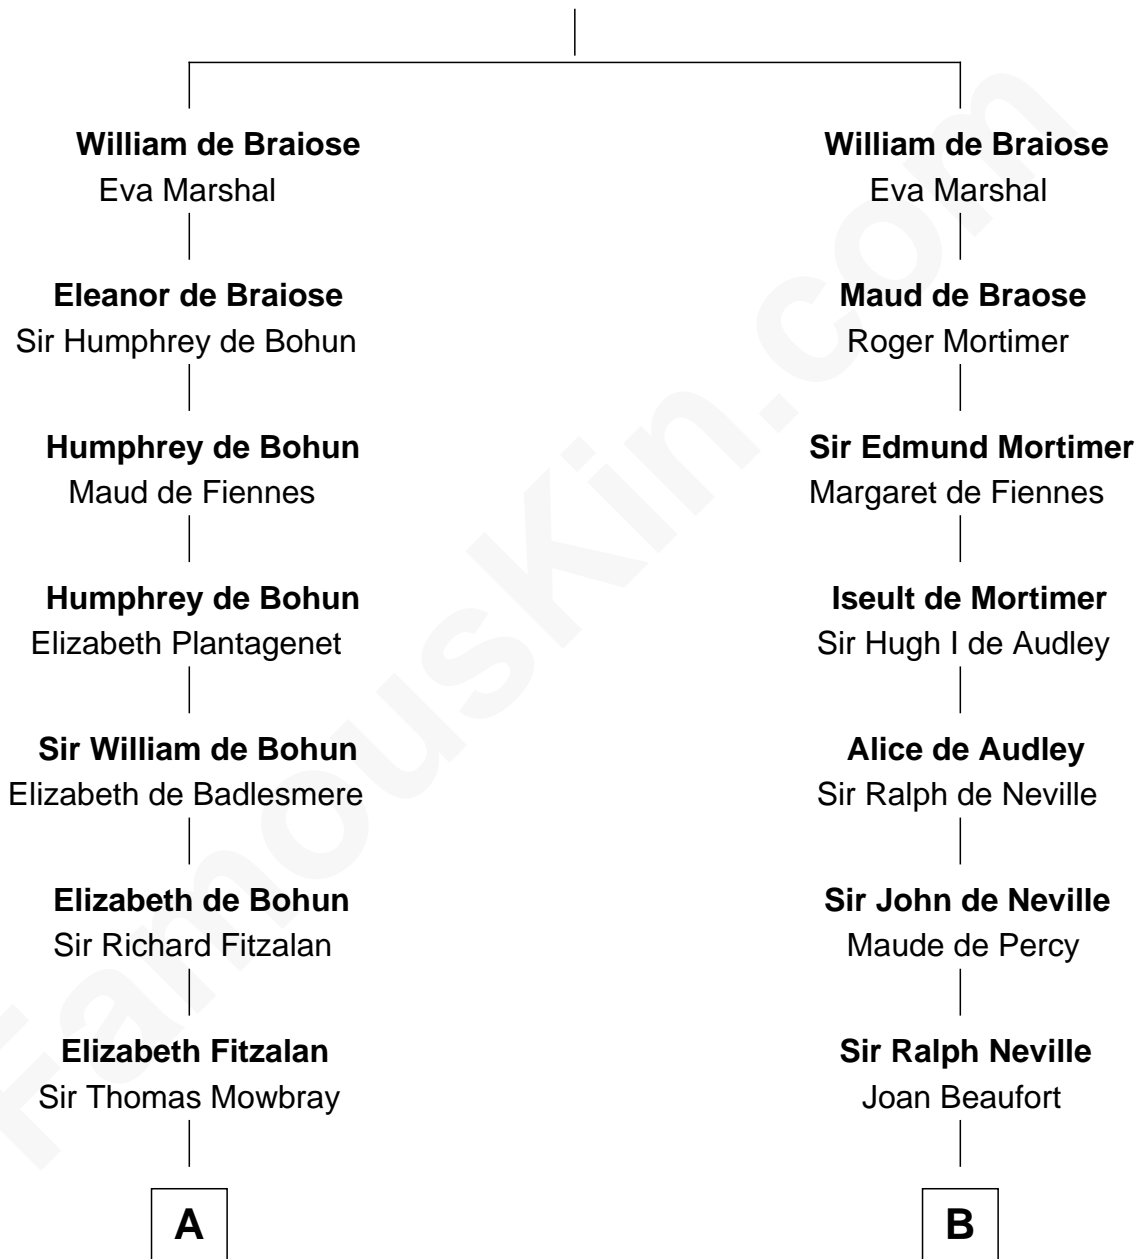 William de Braiose
Eva Marshal
Eleanor de Braiose
Sir Humphrey de Bohun
Humphrey de Bohun
Maud de Fiennes
Humphrey de Bohun
Elizabeth Plantagenet
Sir William de Bohun
Elizabeth de Badlesmere
Elizabeth de Bohun
Sir Richard Fitzalan
Elizabeth Fitzalan
Sir Thomas Mowbray
A
William de Braiose
Eva Marshal
Maud de Braose
Roger Mortimer
Sir Edmund Mortimer
Margaret de Fiennes
Iseult de Mortimer
Sir Hugh I de Audley
Alice de Audley
Sir Ralph de Neville
Sir John de Neville
Maude de Percy
Sir Ralph Neville
Joan Beaufort
B
FamousKin.com